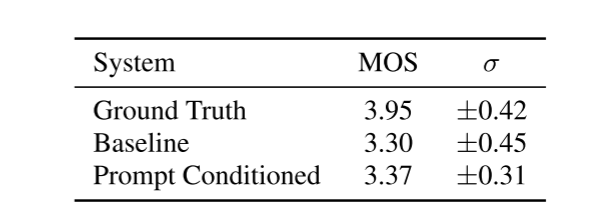 System MOS σ
Ground Truth 3.95 ±0.42
Baseline 3.30 ±0.45
Prompt Conditioned 3.37 ±0.31